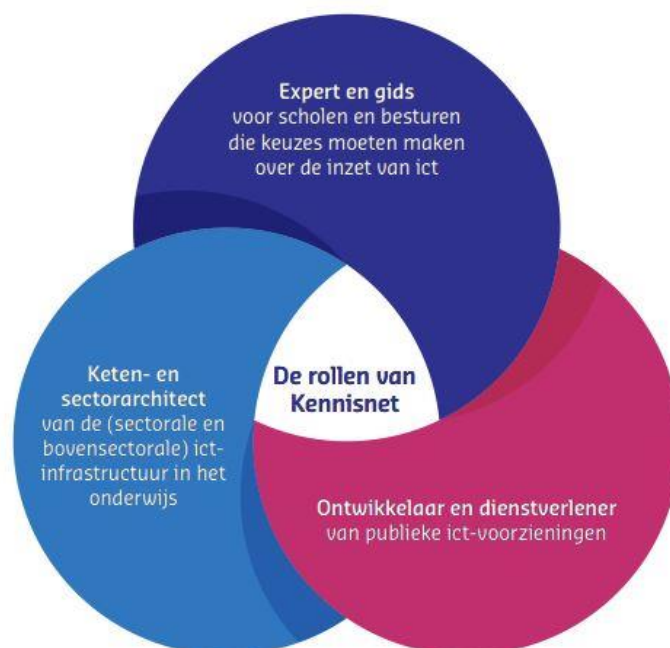 Expert en gids
voor scholen en besturen
die keuzes moeten maken
over de inzet van ict
De rollen van
Kennisnet
Keten- en
sectorarchitect
van de (sectorale en
bovensectorale) ict-
infrastructuur in het
onderwijs
Ontwikkelaar en dienstverlener
van publieke ict-voorzieningen